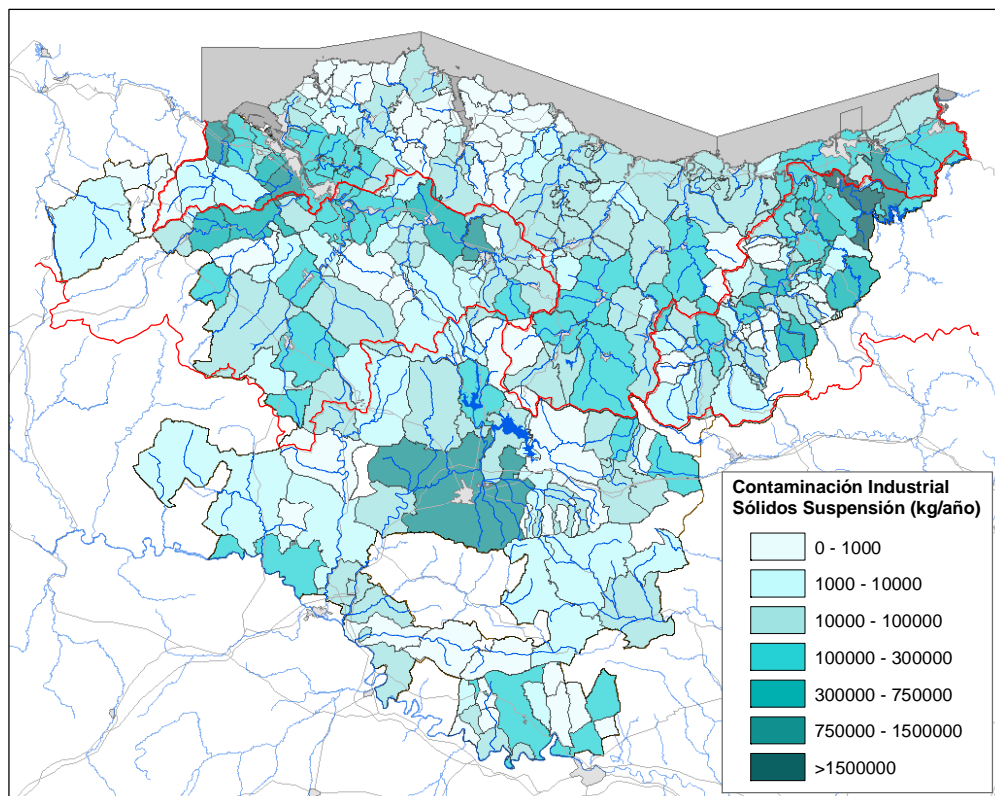 Contaminación Industrial
Sólidos Suspensión (kg/año)
0 - 1000
1000 - 10000
10000 - 100000
100000 - 300000
300000 - 750000
750000 - 1500000
>1500000